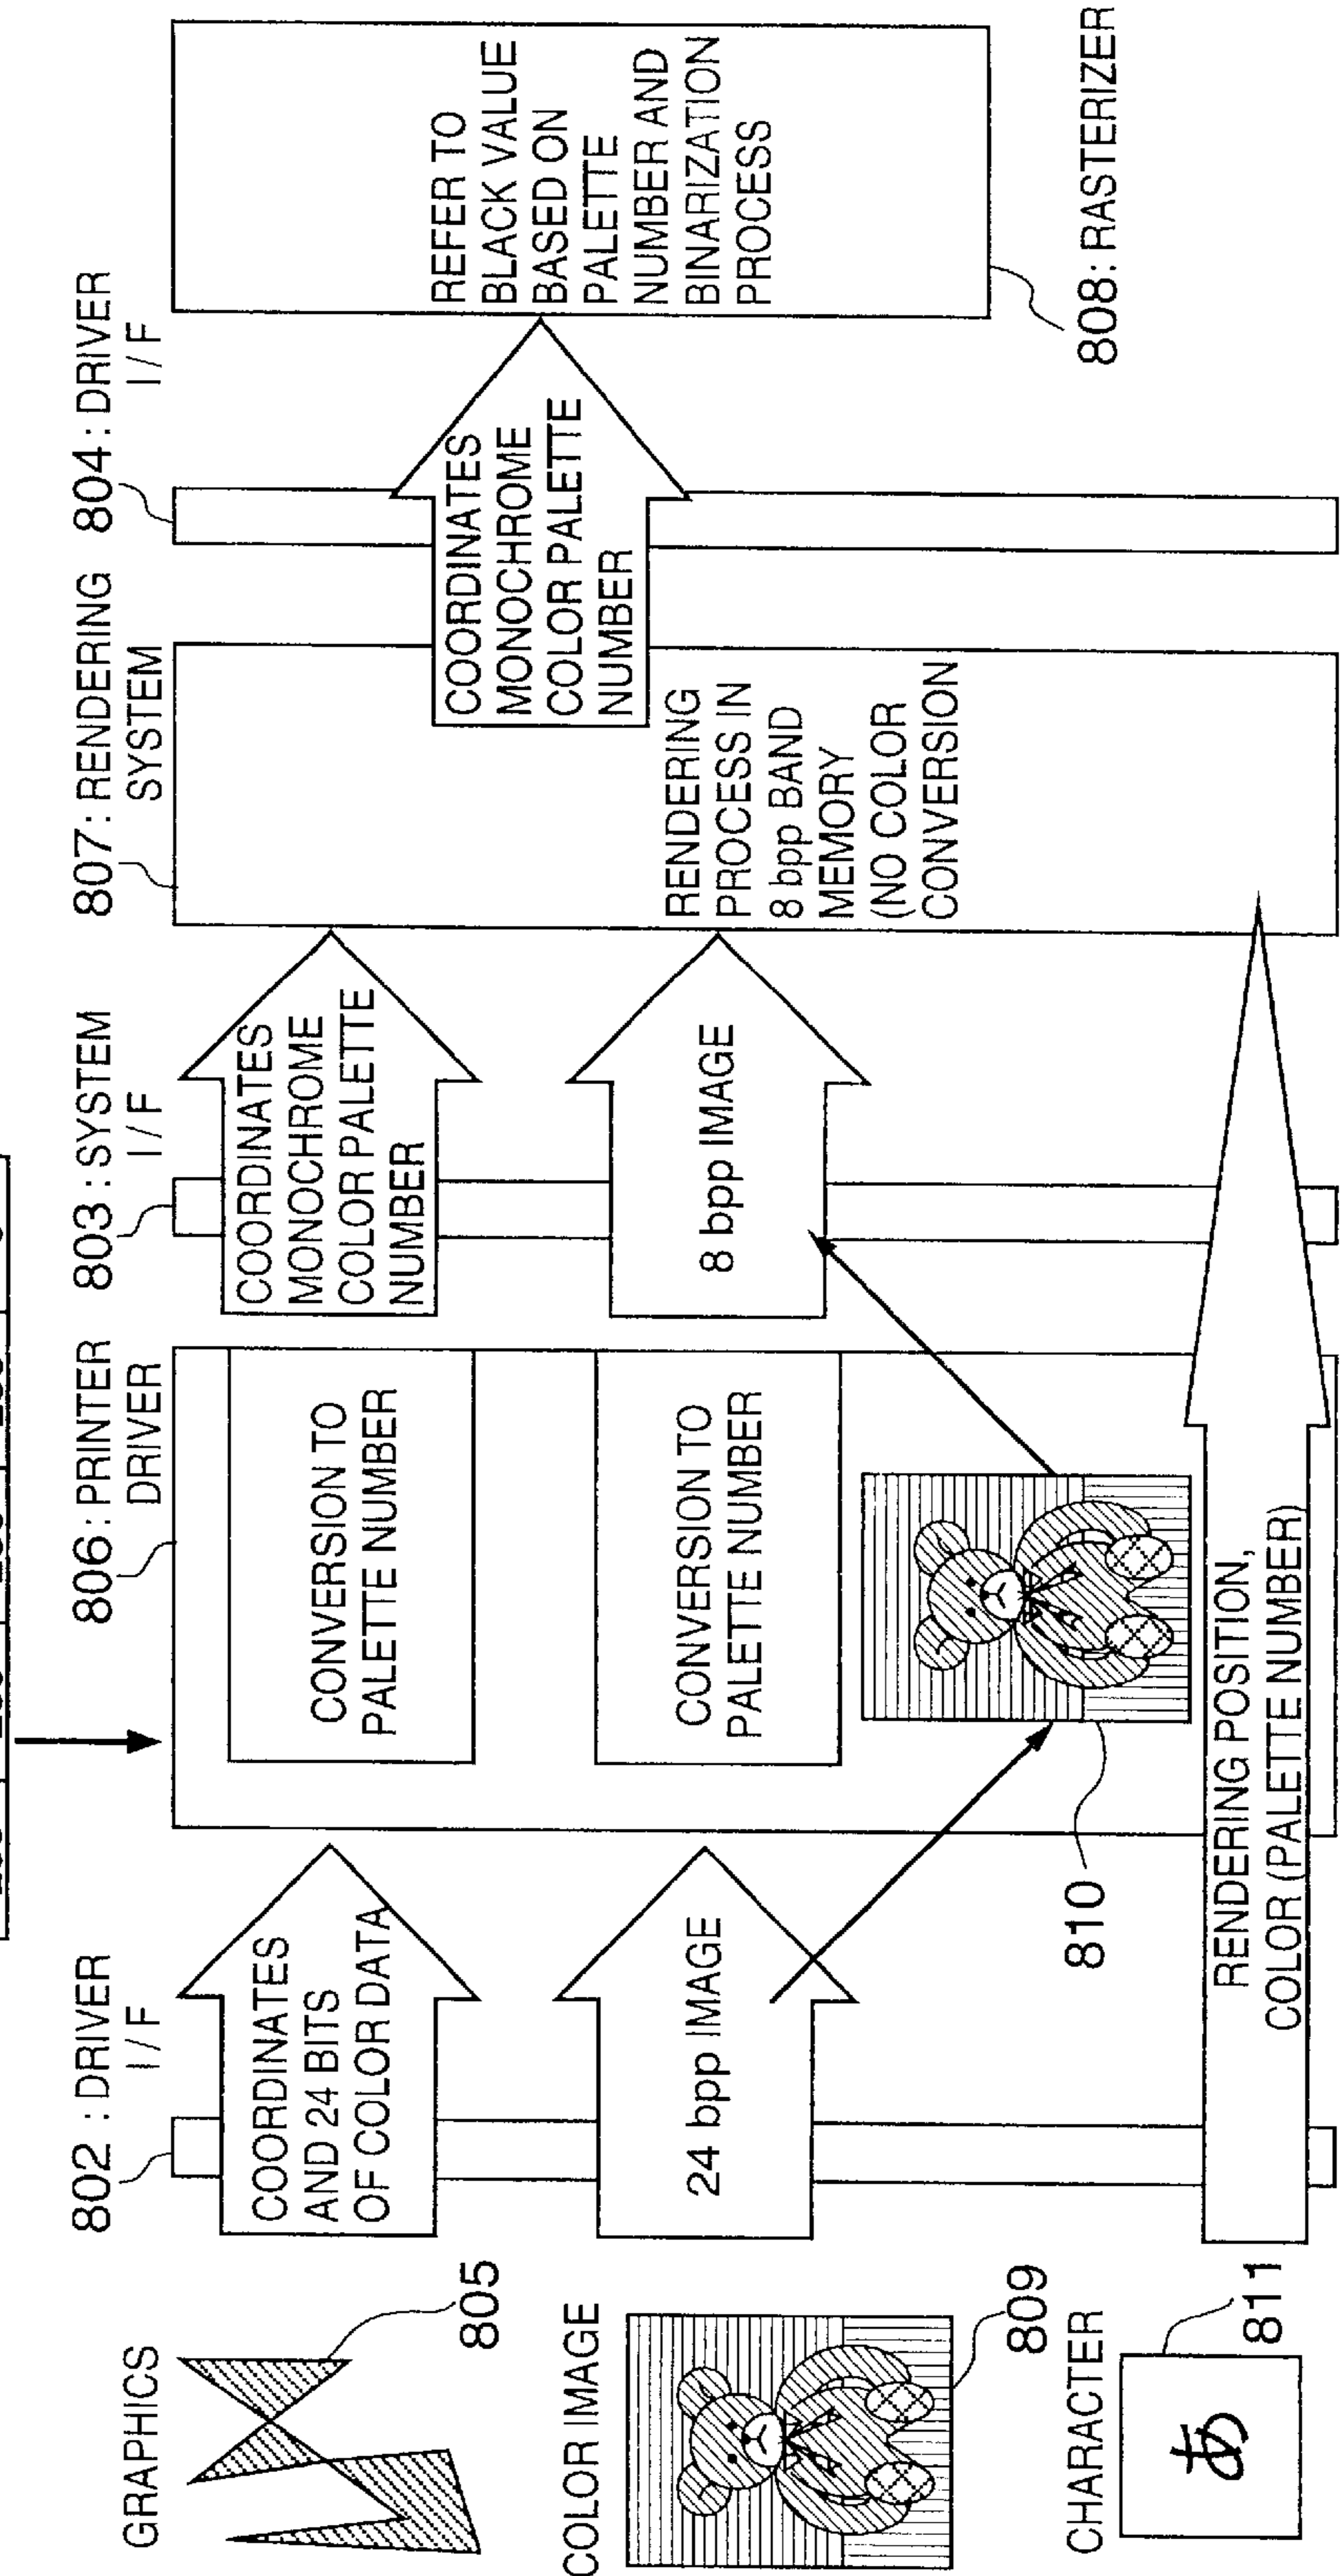 802 : DRIVER
I / F
806 : PRINTER
DRIVER
803 : SYSTEM
I / F
807 : RENDERING
SYSTEM
804 : DRIVER
I / F
GRAPHICS
805
COORDINATES
AND 24 BITS
OF COLOR DATA
CONVERSION TO
PALETTE NUMBER
COORDINATES
MONOCHROME
COLOR PALETTE
NUMBER
COORDINATES
MONOCHROME
COLOR PALETTE
NUMBER
REFER TO
BLACK VALUE
BASED ON
PALETTE
NUMBER AND
BINARIZATION
PROCESS
808 : RASTERIZER
COLOR IMAGE
809
24 bpp IMAGE
CONVERSION TO
PALETTE NUMBER
810
8 bpp IMAGE
RENDERING
PROCESS IN
8 bpp BAND
MEMORY
(NO COLOR
CONVERSION
CHARACTER
あ
811
RENDERING POSITION,
COLOR (PALETTE NUMBER)